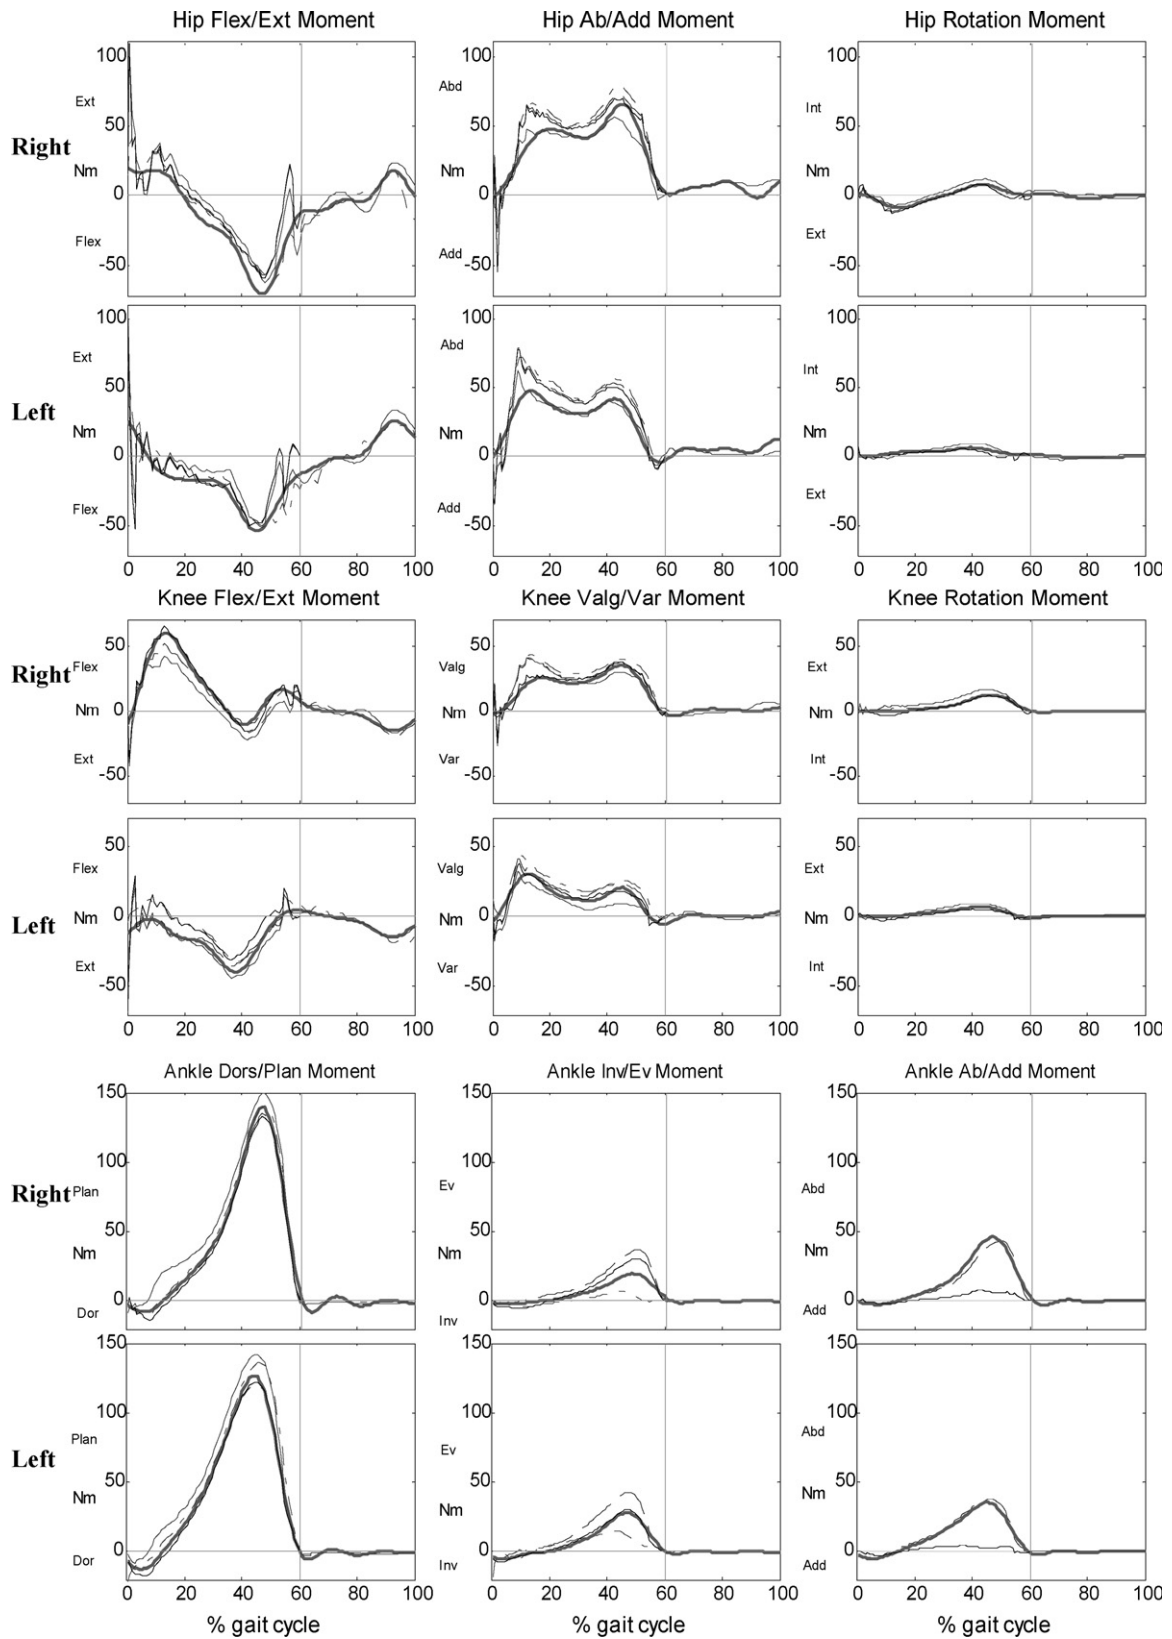 Hip Flex/Ext Moment Hip Ab/Add Moment Hip Rotation Moment
100 100
Ext Abd Int
50 50 50
Right Nm Nm Nm
0 0 0
Flex Add Ext
-50 -50 -50
100 100 100
Ext Abd Int
50 50 50
Left Nm Nm Nm
0 0 0
Flex Add Ext
-50 -50 -50
0 20 40 60 80 100 0 20 40 60 80 100 0 20 40 60 80 100
Knee Flex/Ext Moment Knee Valg/Var Moment Knee Rotation Moment
50 50 50
Right Flex Valg Ext
Nm 0 Nm 0 Nm 0
Ext Var Int
-50 -50 -50
50 50 50
Flex Valg Ext
Left Nm 0 Nm 0 Nm 0
Ext Var Int
-50 -50 -50
0 20 40 60 80 100 0 20 40 60 80 100 0 20 40 60 80 100
Ankle Dors/Plan Moment Ankle Inv/Ev Moment Ankle Ab/Add Moment
150 150 150
100 100 100
Right Plan Ev Abd
50 50 50
Nm Nm Nm
0 0 0
Dor Inv Add
150 150 150
100 100 100
Left Plan Ev Abd
50 50 50
Nm Nm Nm
0 0 0
Dor Inv Add
0 20 40 60 80 100 0 20 40 60 80 100 0 20 40 60 80 100
% gait cycle % gait cycle % gait cycle